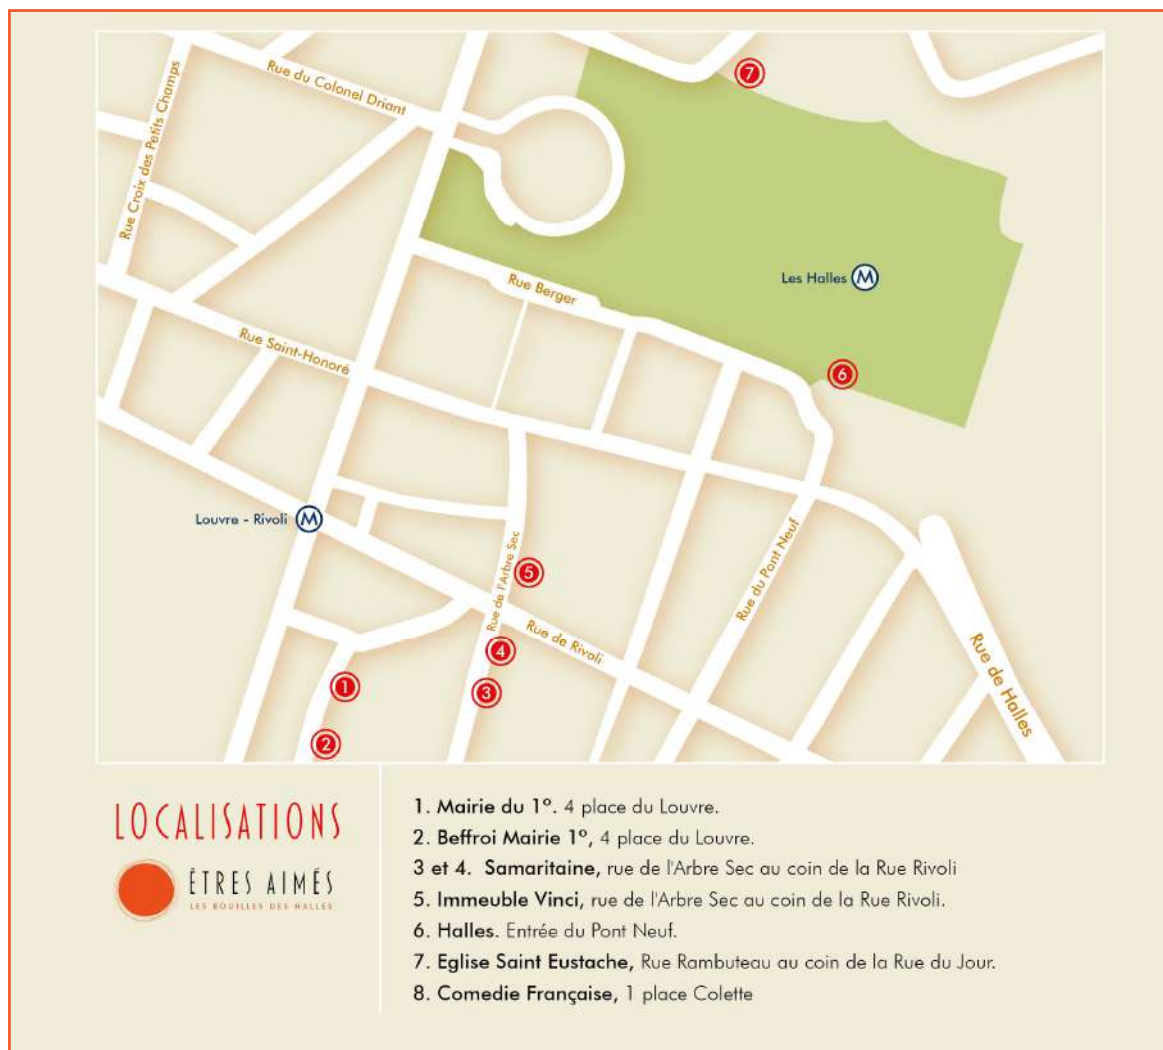 7
Rue du Colonel Driant
Rue Croix des Petits Champs
Les Halles M
Rue Berger
Rue Saint-Honoré
6
Louvre - Rivoli M
Rue de l'Arbre Sec
5
Rue du Pont Neuf
Rue de Rivoli
4
Rue de Halles
1
3
2
LOCALISATIONS
ÊTRES AIMÉS
LES BOUILLES DES HALLES
1. Mairie du 1º. 4 place du Louvre.
2. Beffroi Mairie 1º, 4 place du Louvre.
3 et 4. Samaritaine, rue de l'Arbre Sec au coin de la Rue Rivoli
5. Immeuble Vinci, rue de l'Arbre Sec au coin de la Rue Rivoli.
6. Halles. Entrée du Pont Neuf.
7. Eglise Saint Eustache, Rue Rambuteau au coin de la Rue du Jour.
8. Comedie Française, 1 place Colette